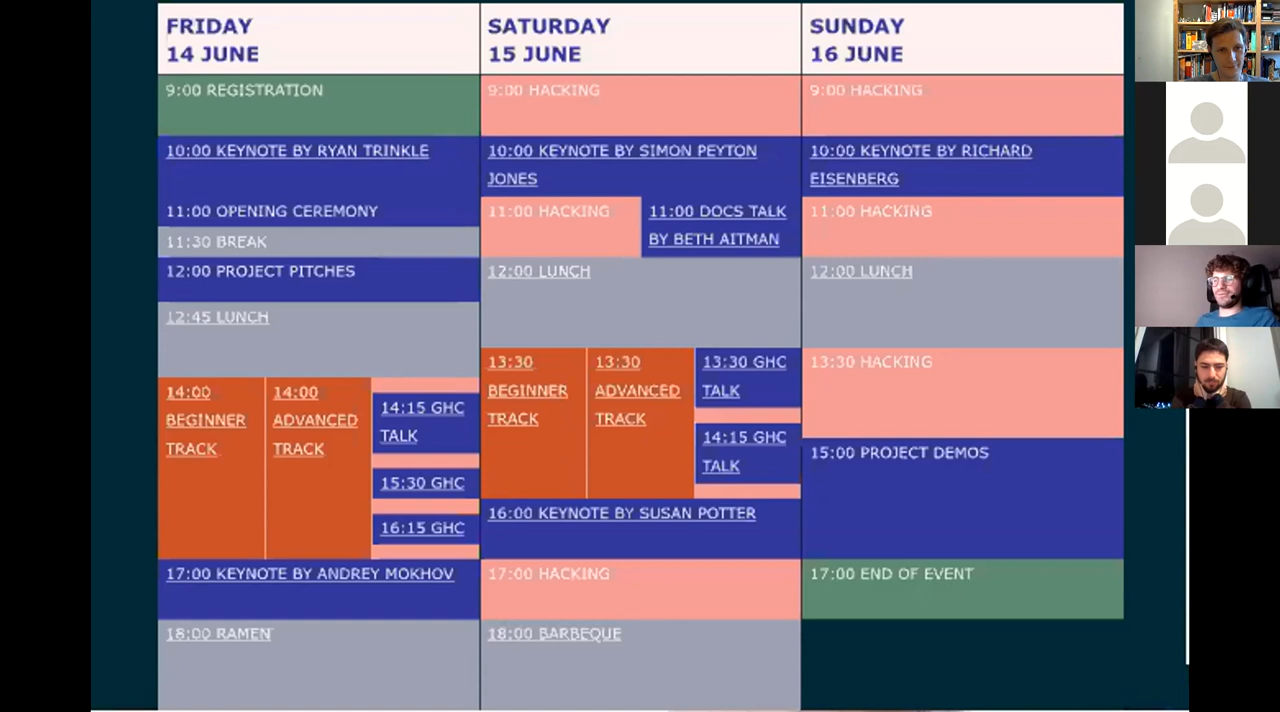 FRIDAY
14 JUNE
9:00 REGISTRATION
10:00 KEYNOTE BY RYAN TRINKLE
11:00 OPENING CEREMONY
11:30 BREAK
12:00 PROJECT PITCHES
12:45 LUNCH
14:00
BEGINNER
TRACK
14:00
ADVANCED
TRACK
14:15 GHC
TALK
15:30 GHC
16:15 GHC
17:00 KEYNOTE BY ANDREY MOKHOV
18:00 RAMEN
SATURDAY
15 JUNE
9:00 HACKING
10:00 KEYNOTE BY SIMON PEYTON
JONES
11:00 HACKING
11:00 DOCS TALK
BY BETH AITMAN
12:00 LUNCH
13:30
BEGINNER
TRACK
13:30
ADVANCED
TRACK
13:30 GHC
TALK
14:15 GHC
TALK
16:00 KEYNOTE BY SUSAN POTTER
17:00 HACKING
18:00 BARBEQUE
SUNDAY
16 JUNE
9:00 HACKING
10:00 KEYNOTE BY RICHARD
EISENBERG
11:00 HACKING
12:00 LUNCH
13:30 HACKING
15:00 PROJECT DEMOS
17:00 END OF EVENT